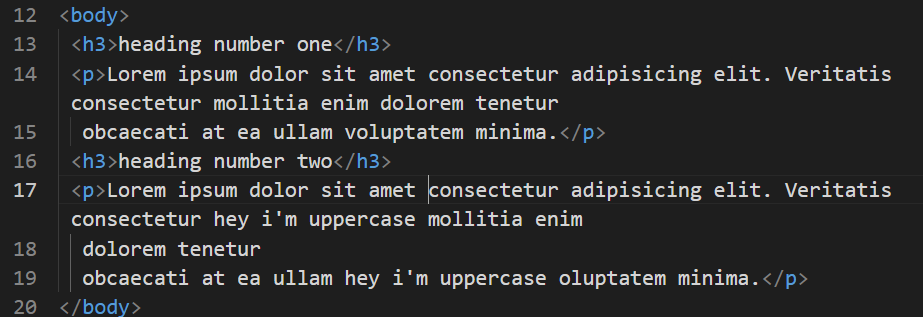 12 <body>
13 <h3>heading number one</h3>
14 <p>Lorem ipsum dolor sit amet consectetur adipisicing elit. Veritatis
consectetur mollitia enim dolorem tenetur
15 obcaecati at ea ullam voluptatem minima.</p>
16 <h3>heading number two</h3>
17 <p>Lorem ipsum dolor sit amet consectetur adipisicing elit. Veritatis
consectetur hey i'm uppercase mollitia enim
18 dolorem tenetur
19 obcaecati at ea ullam hey i'm uppercase oluptatem minima.</p>
20 </body>